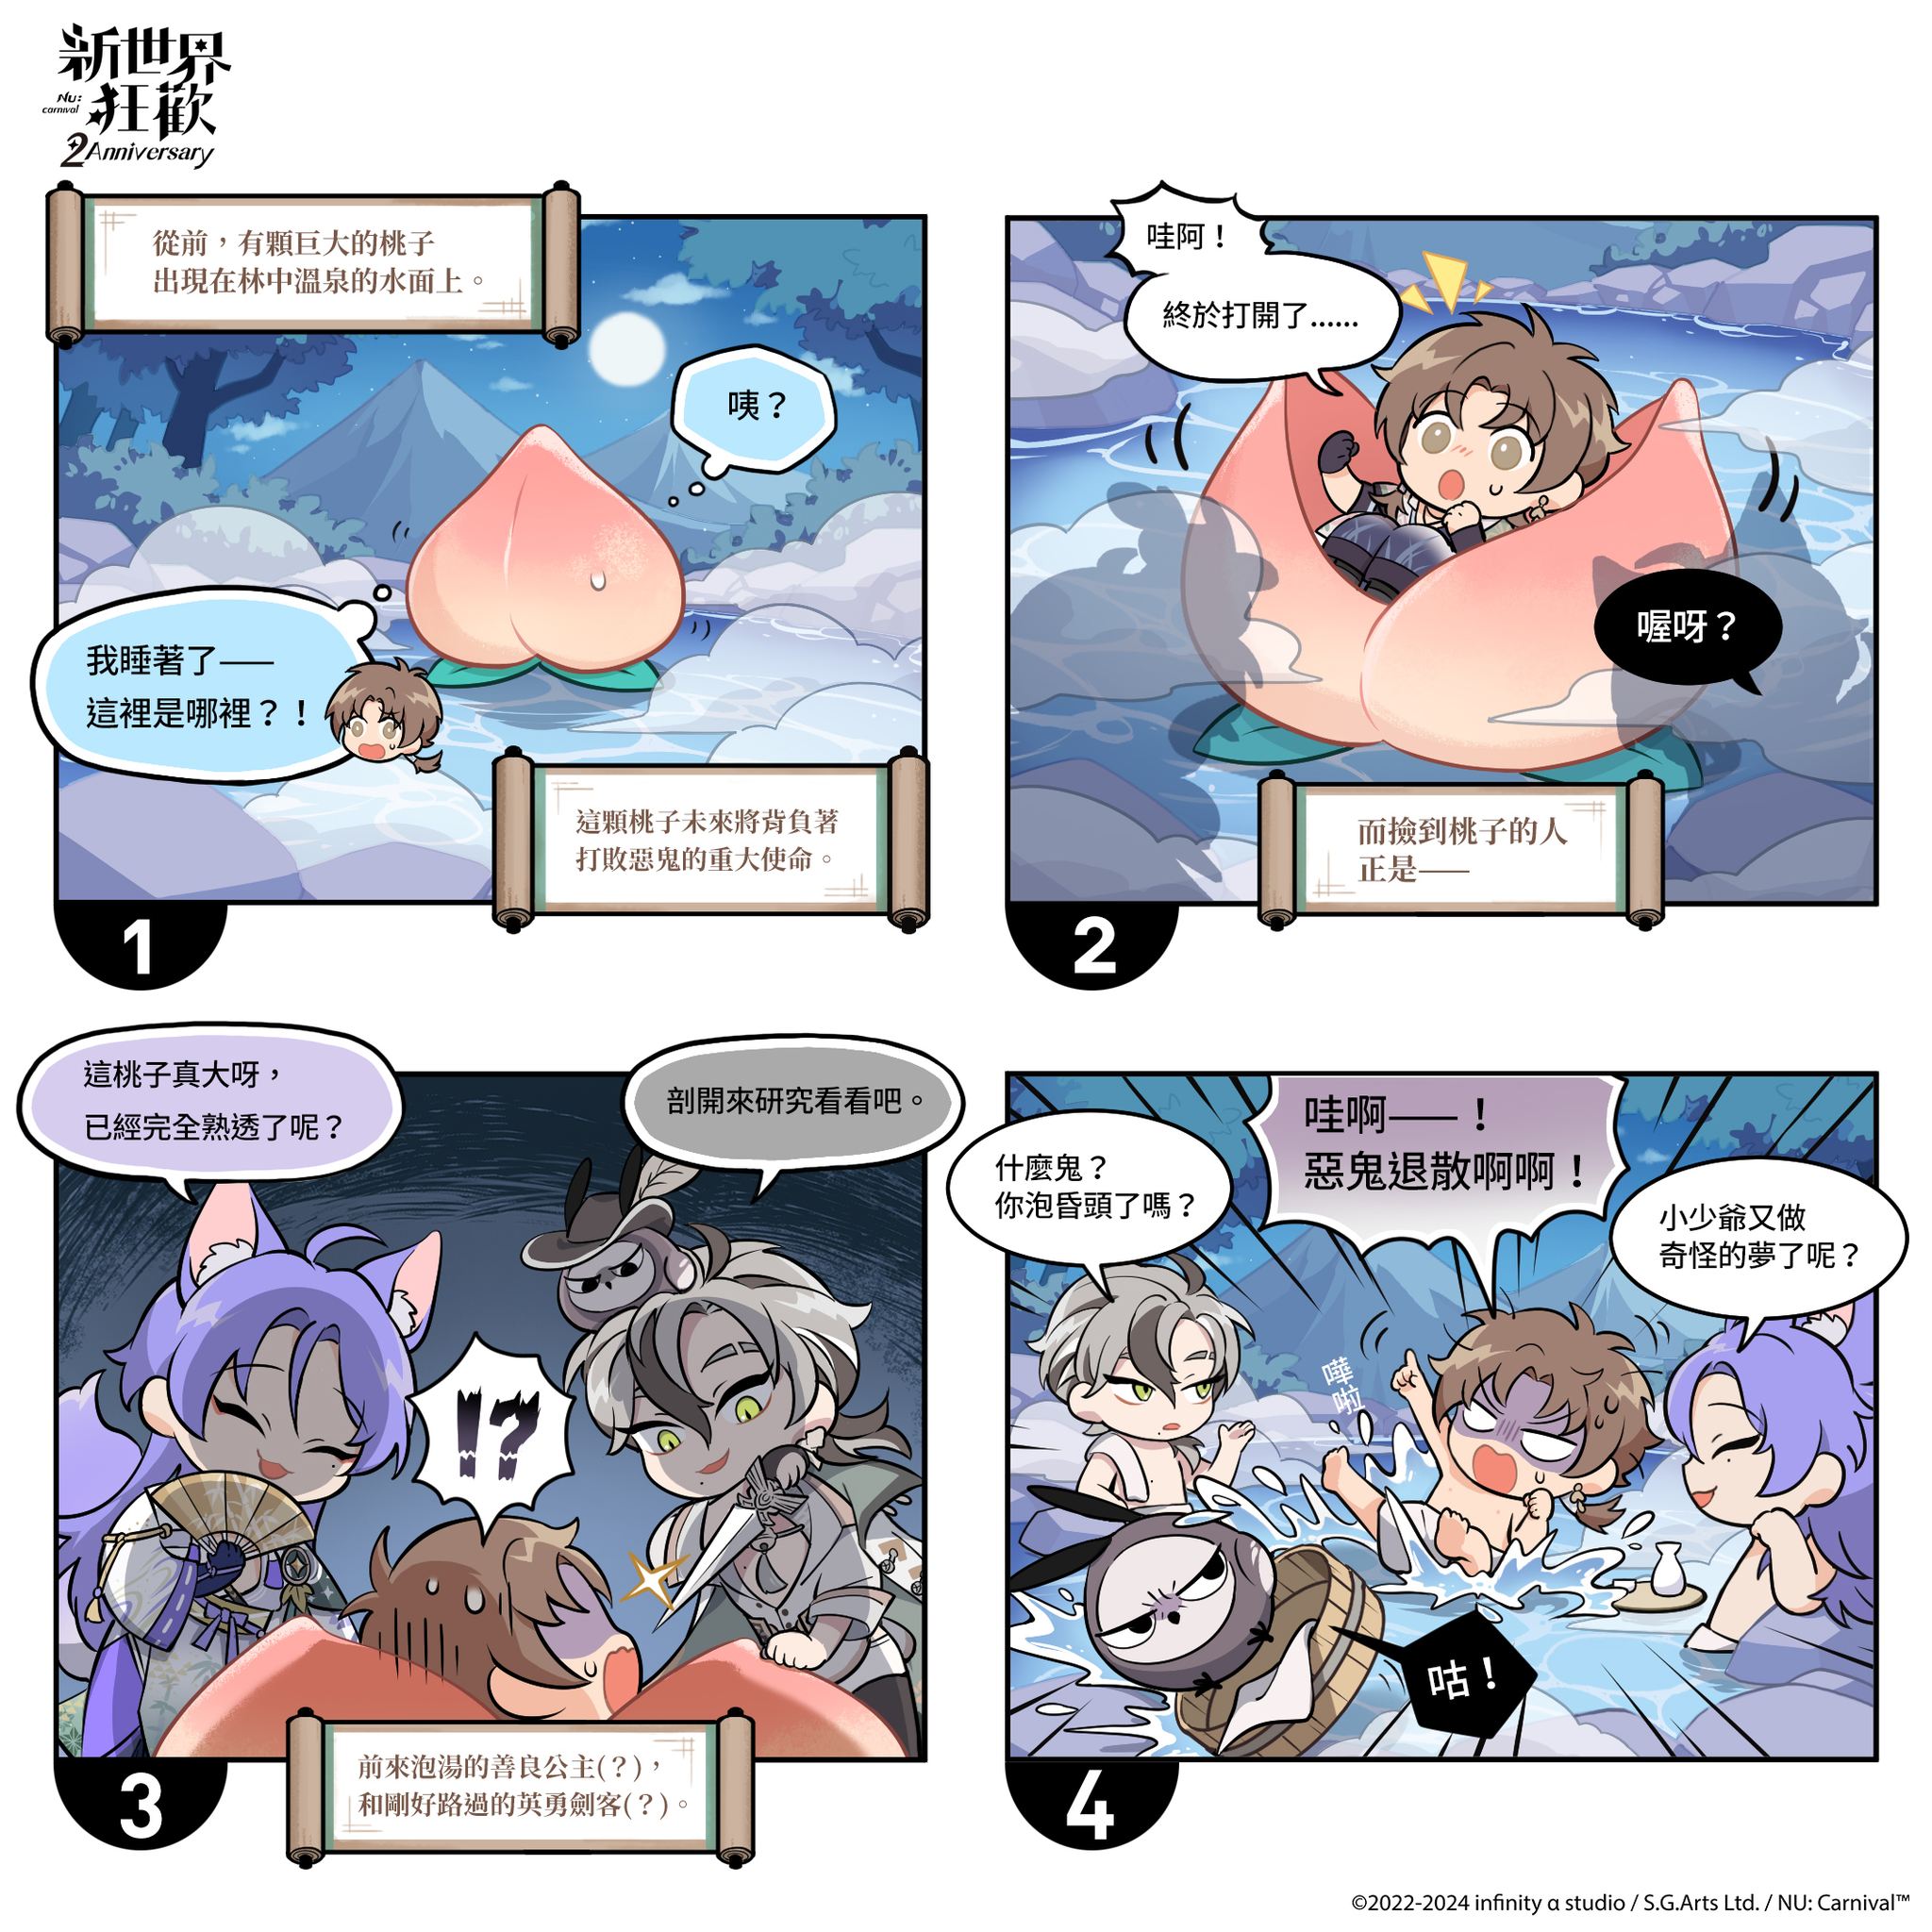 新世界
狂歡
Nu:
carnival
2 Anniversary
從前，有顆巨大的桃子
出現在林中溫泉的水面上。
咦？
我睡著了——
這裡是哪裡？！
這顆桃子未來將背負著
打敗惡鬼的重大使命。
1
哇阿！
終於打開了......
喔呀？
而撿到桃子的人
正是——
2
這桃子真大呀，
已經完全熟透了呢？
剖開來研究看看吧。
!?
前來泡湯的善良公主(？)，
和剛好路過的英勇劍客(？)。
3
哇啊——！
惡鬼退散啊啊！
什麼鬼？
你泡昏頭了嗎？
小少爺又做
奇怪的夢了呢？
嘩啦
咕！
4
©2022-2024 infinity α studio / S.G.Arts Ltd. / NU: Carnival™